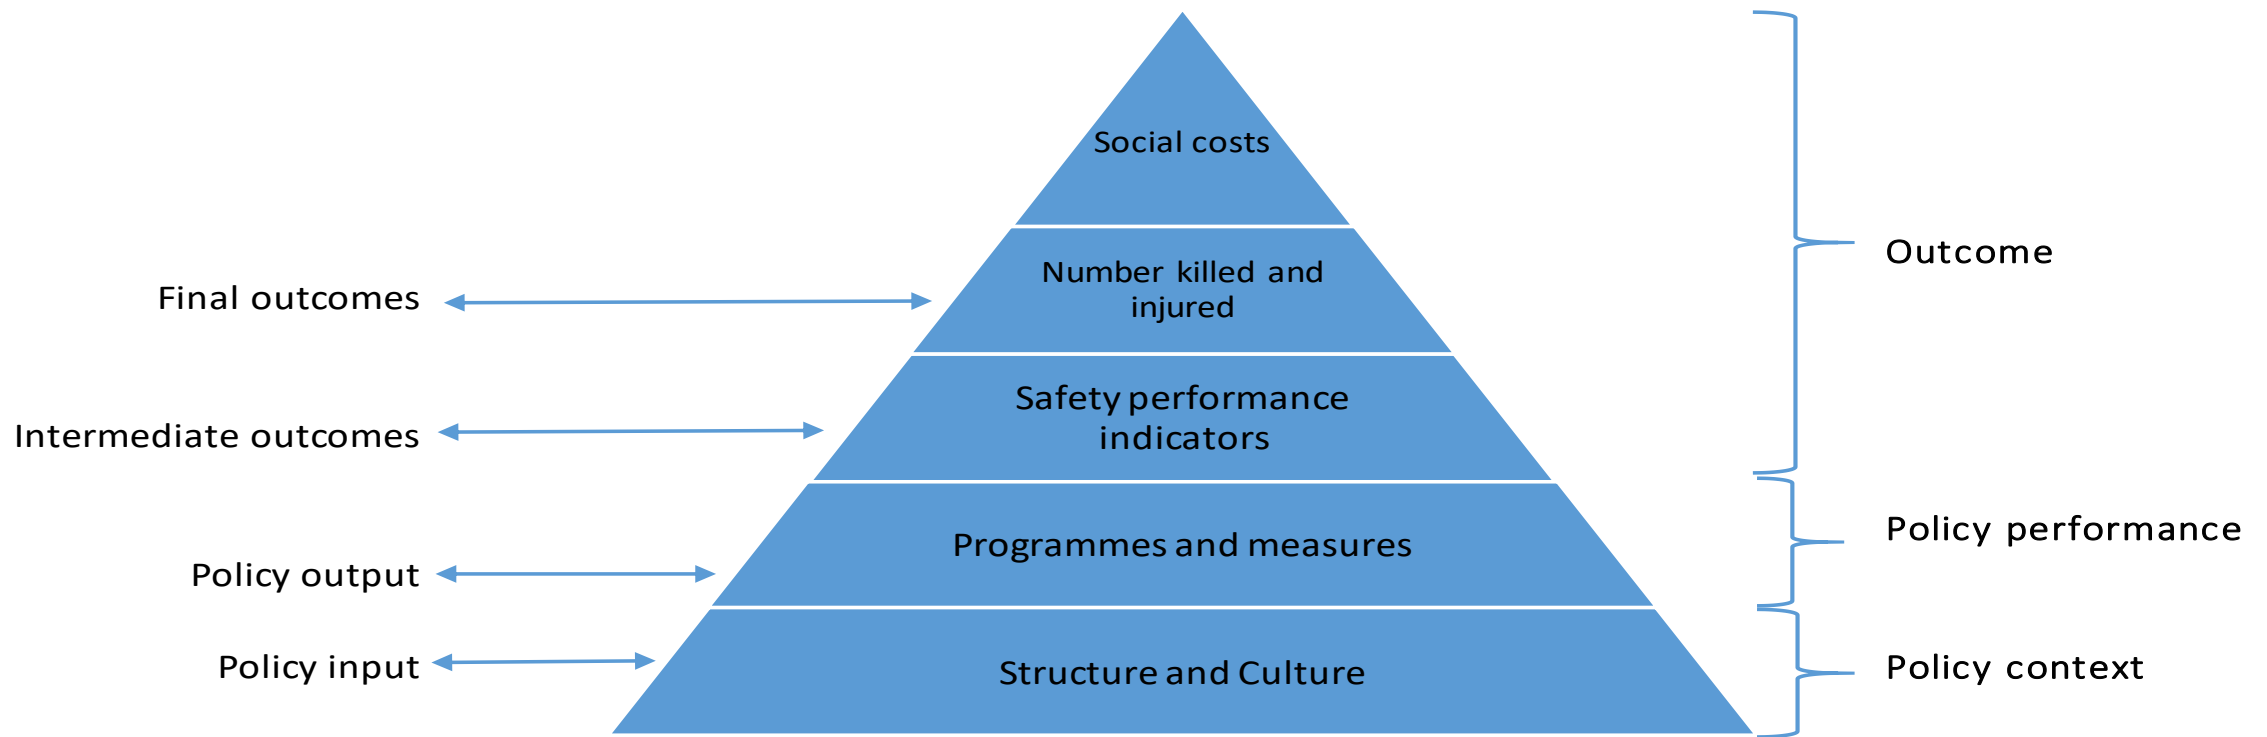 Social costs
Number killed and
injured
Final outcomes
Outcome
Safety performance
indicators
Intermediate outcomes
Programmes and measures
Policy output
Policy performance
Structure and Culture
Policy input
Policy context